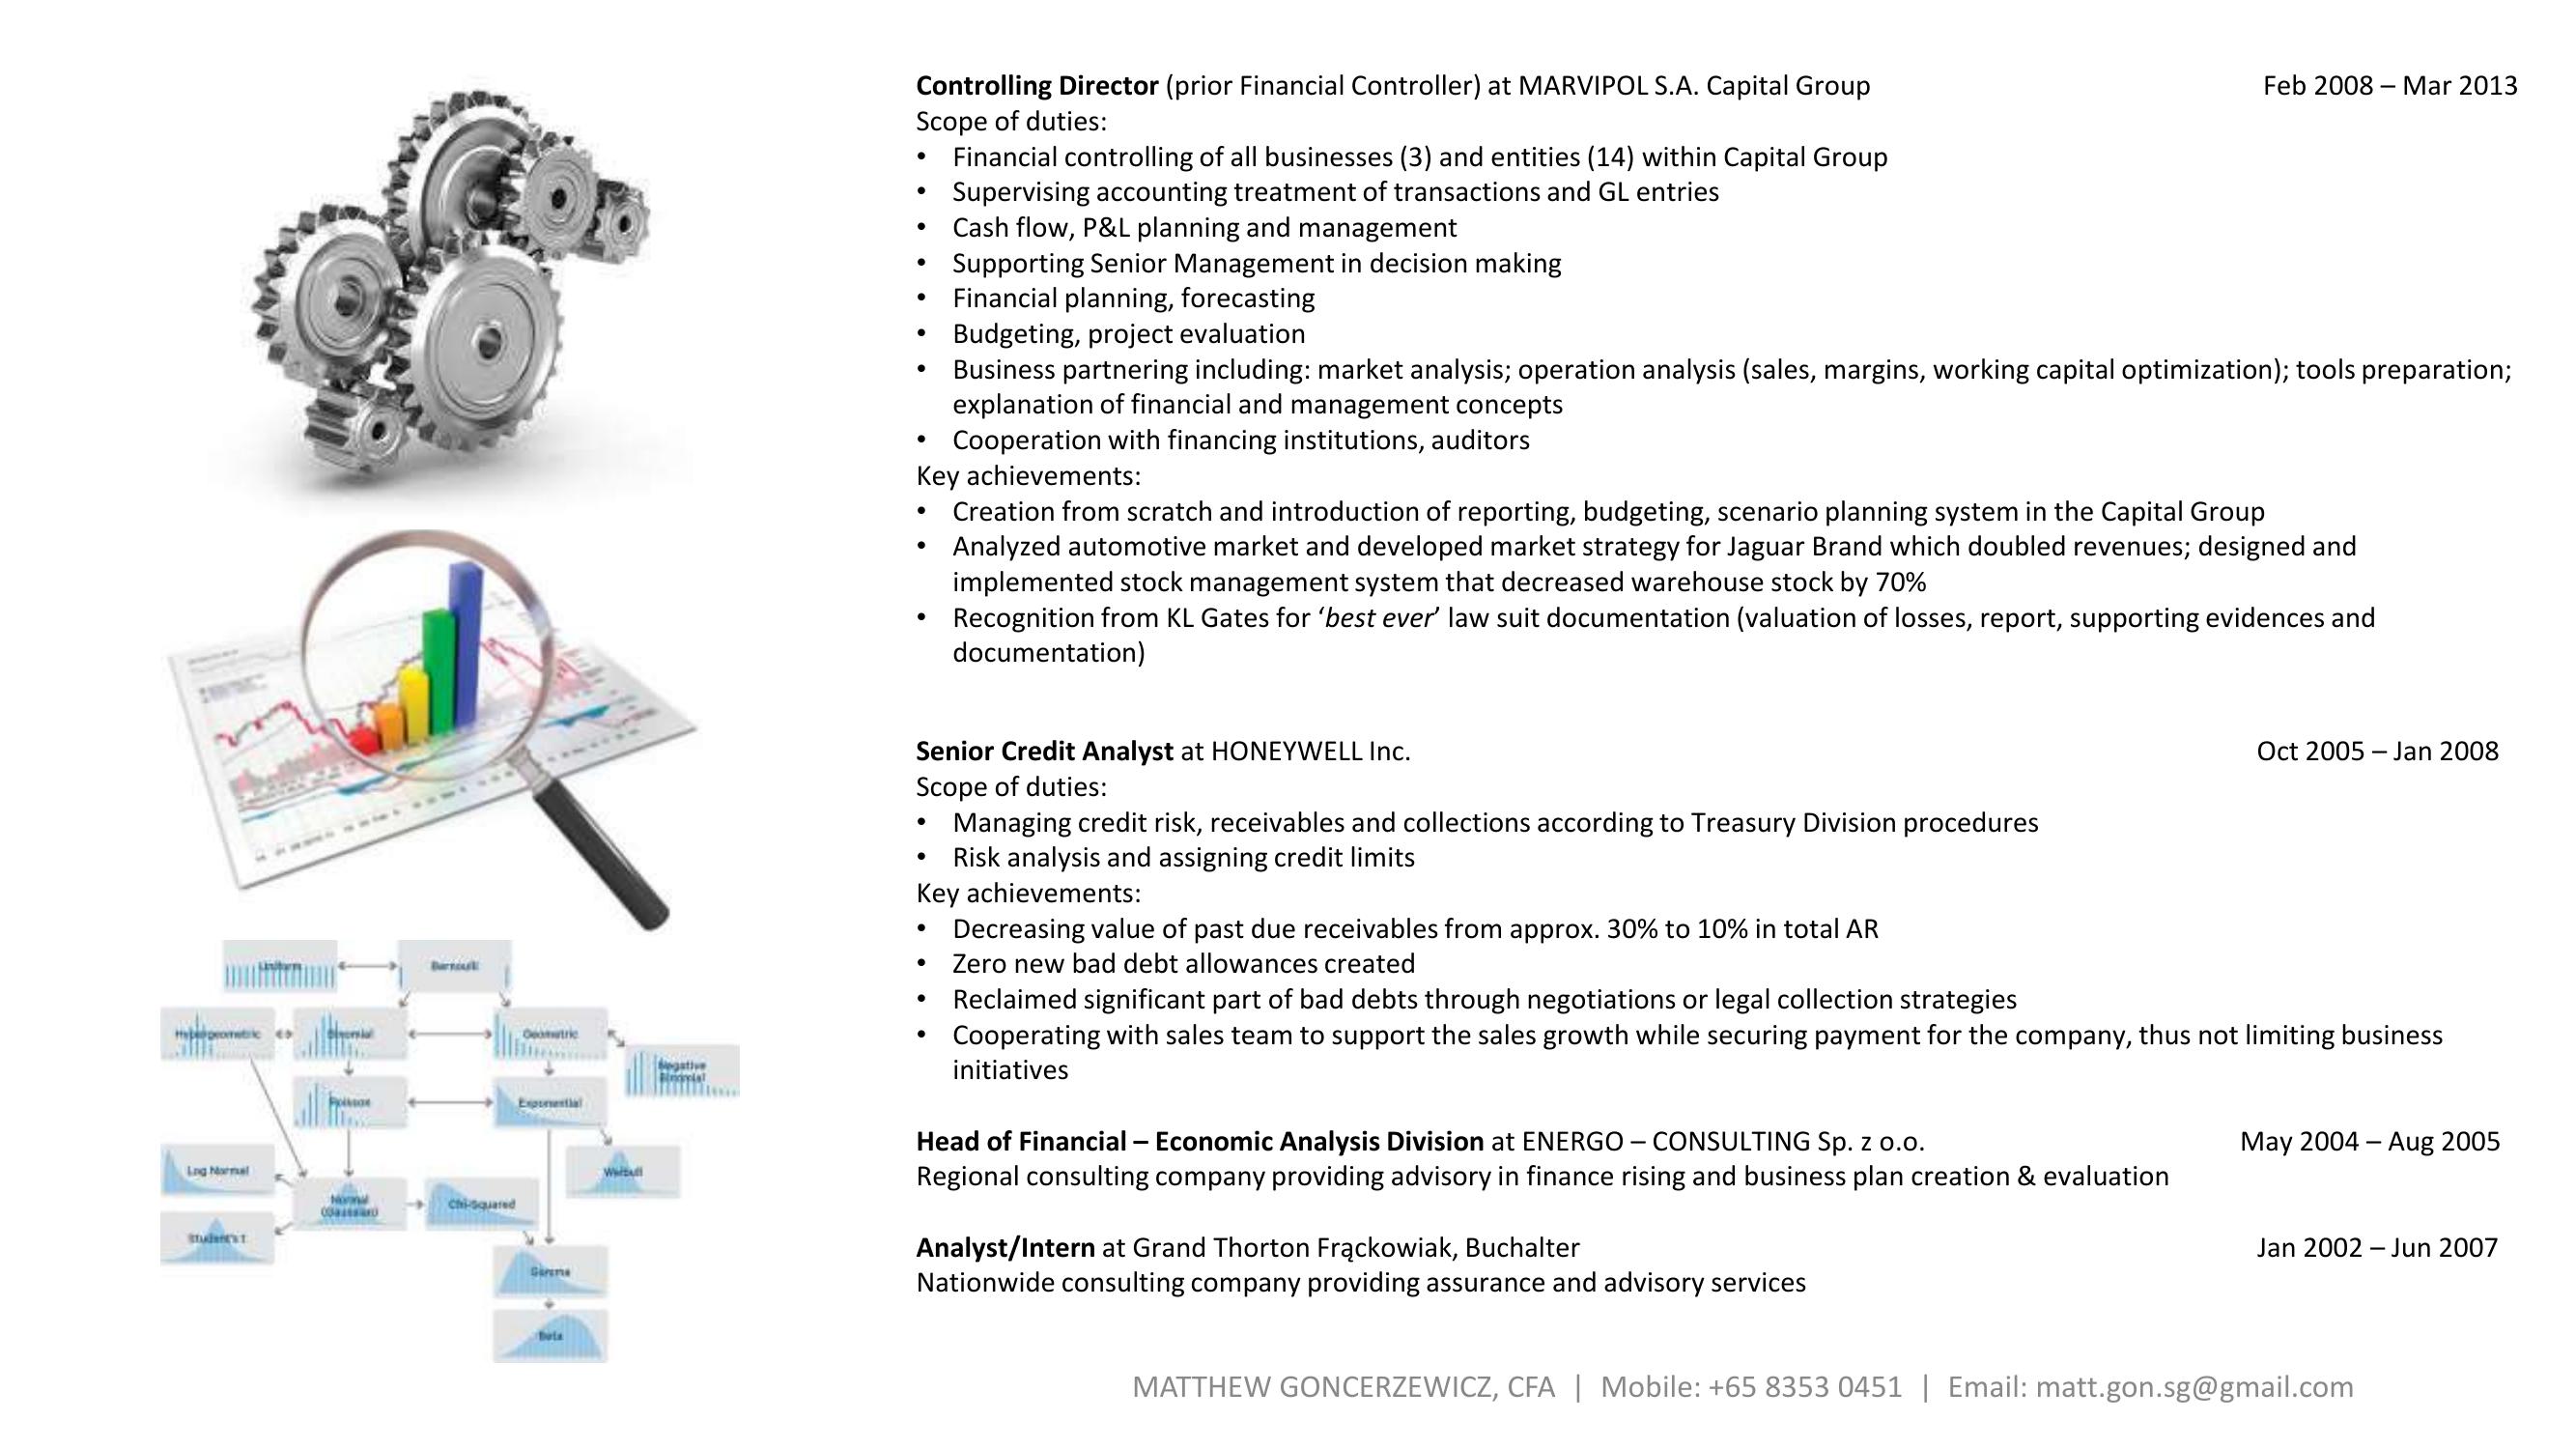 Controlling Director (prior Financial Controller) at MARVIPOL S.A. Capital Group Feb 2008 – Mar 2013
Scope of duties:
• Financial controlling of all businesses (3) and entities (14) within Capital Group
• Supervising accounting treatment of transactions and GL entries
• Cash flow, P&L planning and management
• Supporting Senior Management in decision making
• Financial planning, forecasting
• Budgeting, project evaluation
• Business partnering including: market analysis; operation analysis (sales, margins, working capital optimization); tools preparation;
explanation of financial and management concepts
• Cooperation with financing institutions, auditors
Key achievements:
• Creation from scratch and introduction of reporting, budgeting, scenario planning system in the Capital Group
• Analyzed automotive market and developed market strategy for Jaguar Brand which doubled revenues; designed and
implemented stock management system that decreased warehouse stock by 70%
• Recognition from KL Gates for ‘best ever’ law suit documentation (valuation of losses, report, supporting evidences and
documentation)
Senior Credit Analyst at HONEYWELL Inc. Oct 2005 – Jan 2008
Scope of duties:
• Managing credit risk, receivables and collections according to Treasury Division procedures
• Risk analysis and assigning credit limits
Key achievements:
• Decreasing value of past due receivables from approx. 30% to 10% in total AR
• Zero new bad debt allowances created
• Reclaimed significant part of bad debts through negotiations or legal collection strategies
• Cooperating with sales team to support the sales growth while securing payment for the company, thus not limiting business
initiatives
Head of Financial – Economic Analysis Division at ENERGO – CONSULTING Sp. z o.o. May 2004 – Aug 2005
Regional consulting company providing advisory in finance rising and business plan creation & evaluation
Analyst/Intern at Grand Thorton Frąckowiak, Buchalter Jan 2002 – Jun 2007
Nationwide consulting company providing assurance and advisory services
Uniform
Bernoulli
Hypergeometric
Binomial
Geometric
Negative
Binomial
Poisson
Exponential
Log Normal
Normal
(Gaussian)
Chi-Squared
Weibull
Student's t
Gamma
Beta
MATTHEW GONCERZEWICZ, CFA | Mobile: +65 8353 0451 | Email: matt.gon.sg@gmail.com